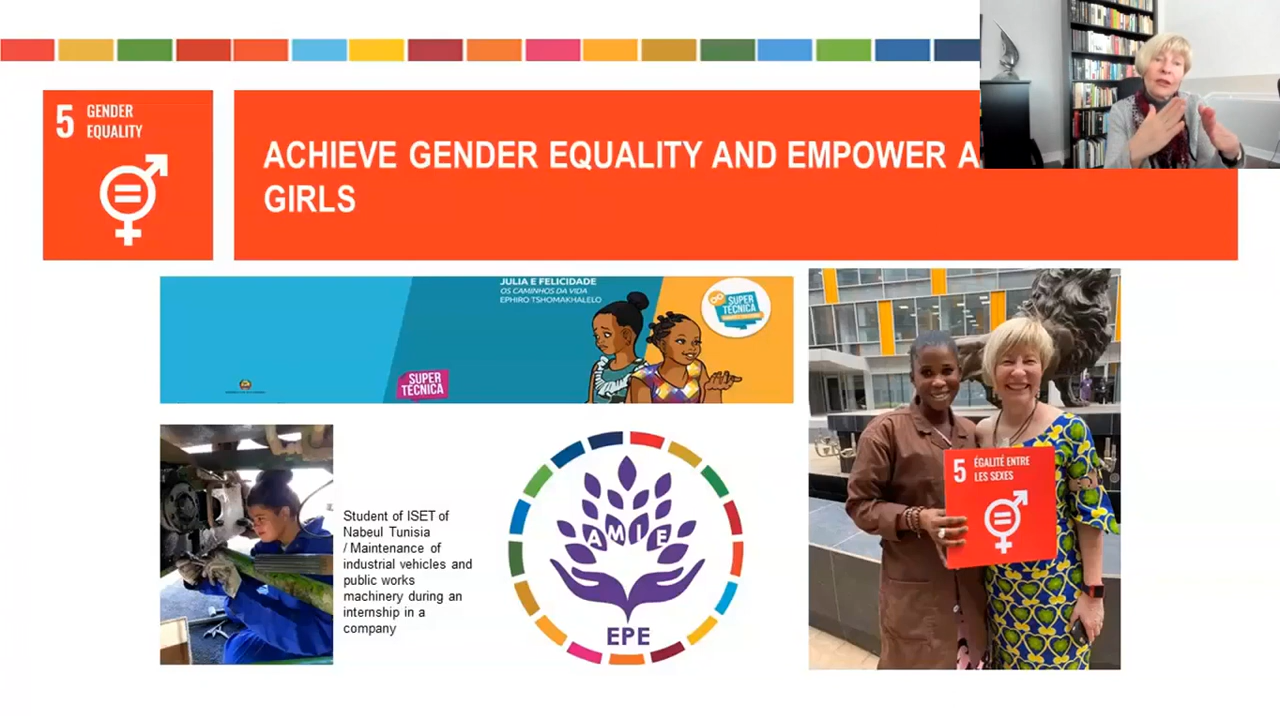 5 GENDER
EQUALITY
ACHIEVE GENDER EQUALITY AND EMPOWER A
GIRLS
JULIA E FELICIDADE
OS CAMINHOS DA VIDA
EPHIRO TSHOMAKHALELO
SUPER
TÉCNICA
SUPER
TÉCNICA
Student of ISET of
Nabeul Tunisia
/ Maintenance of
industrial vehicles and
public works
machinery during an
internship in a
company
AMIE
EPE
5 ÉGALITÉ ENTRE
LES SEXES